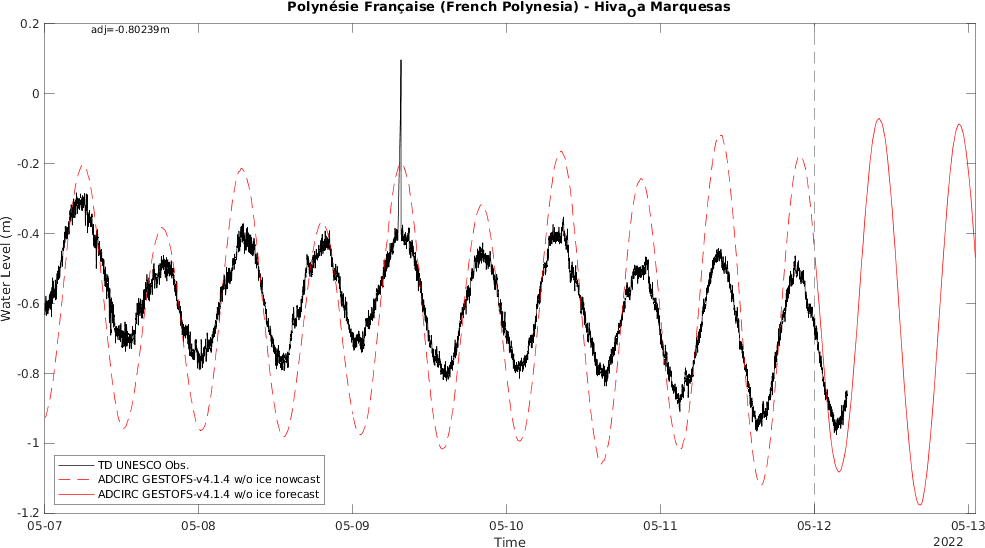 Polynésie Française (French Polynesia) - Hiva_Oa Marquesas
adj=-0.80239m
0.2
0
-0.2
-0.4
-0.6
-0.8
-1
-1.2
Water Level (m)
TD UNESCO Obs.
ADCIRC GESTOFS-v4.1.4 w/o ice nowcast
ADCIRC GESTOFS-v4.1.4 w/o ice forecast
05-07 05-08 05-09 05-10 05-11 05-12 05-13
Time
2022